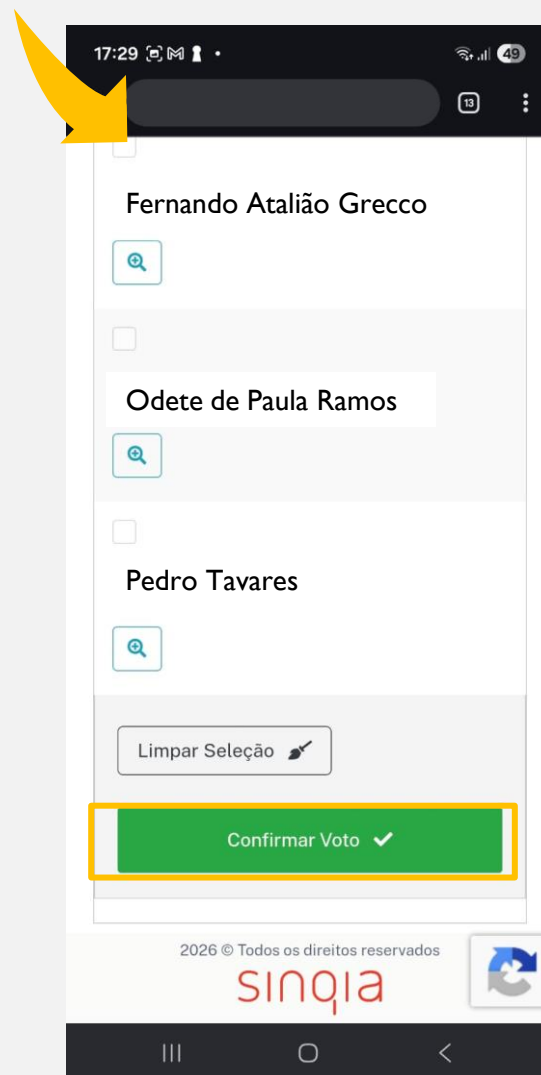 17:29
49
13
Fernando Atalião Grecco
Odete de Paula Ramos
Pedro Tavares
Limpar Seleção
Confirmar Voto
2026 © Todos os direitos reservados
sinqia